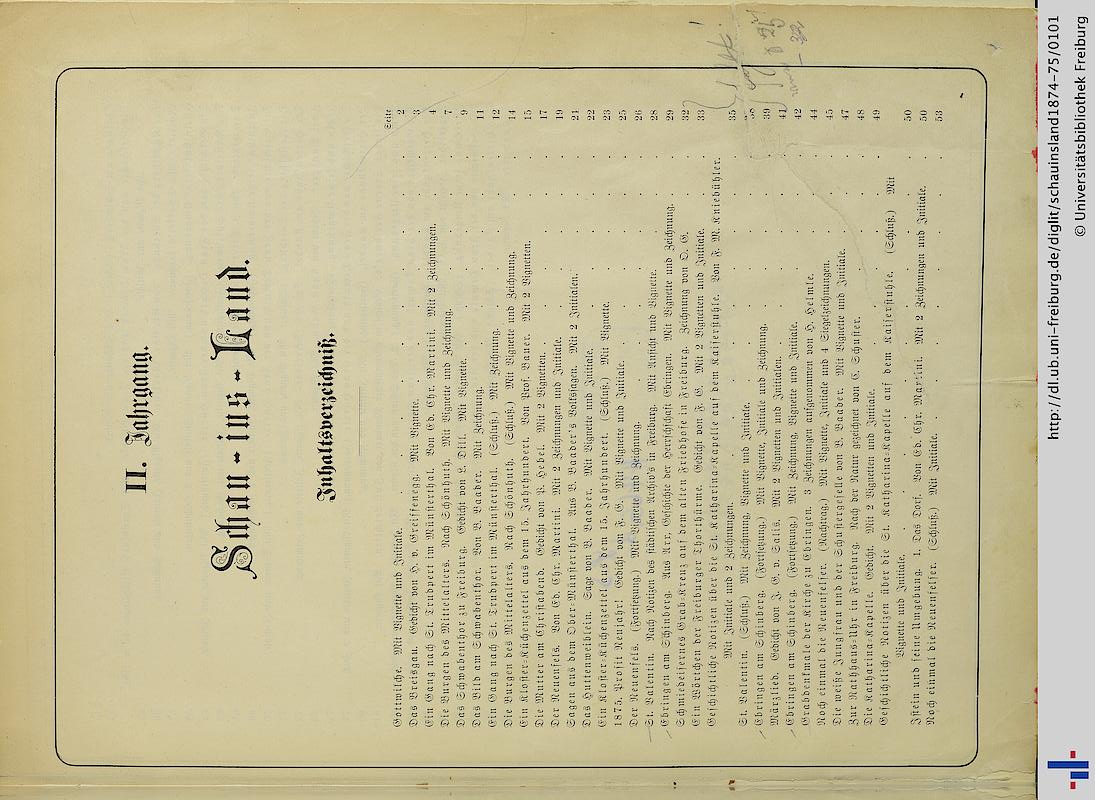 II. Jahrgang.
Schau-ins-Land.
Inhaltsverzeichniß.
Seite
Gottwilche. Mit Vignette und Initiale. 2
Das Breisgau. Gedicht von H. v. Greiffenegg. Mit Vignette. 3
Ein Gang nach St. Trudpert im Münsterthal. Von Ed. Chr. Martini. Mit 2 Zeichnungen. 4
Die Burgen des Mittelalters. Nach Schönhuth. Mit Vignette und Zeichnung. 7
Das Schwabenthor zu Freiburg. Gedicht von L. Dill. Mit Vignette. 9
Das Bild am Schwabenthor. Von B. Baader. Mit Zeichnung. 11
Ein Gang nach St. Trudpert im Münsterthal. (Schluß.) Mit Zeichnung. 12
Die Burgen des Mittelalters. Nach Schönhuth. (Schluß.) Mit Vignette und Zeichnung. 14
Ein Kloster-Küchenzettel aus dem 15. Jahrhundert. Von Prof. Bauer. Mit 2 Vignetten. 15
Die Mutter am Christabend. Gedicht von P. Hebel. Mit 2 Vignetten. 17
Der Neuenfels. Von Ed. Chr. Martini. Mit 2 Zeichnungen und Initiale. 19
Sagen aus dem Ober-Münsterthal. Aus B. Baader's Volkssagen. Mit 2 Initialen. 21
Das Huttenweiblein. Sage von B. Baader. Mit Vignette und Initiale. 22
Ein Kloster-Küchenzettel aus dem 15. Jahrhundert. (Schluß.) Mit Vignette. 23
1875. Prosit Neujahr! Gedicht von F. G. Mit Vignette und Initiale. 25
Der Neuenfels. (Fortsetzung.) Mit Vignette und Zeichnung. 26
St. Valentin. Nach Notizen des städtischen Archiv's in Freiburg. Mit Ansicht und Vignette. 28
Ebringen am Schinberg. Aus Arx, Geschichte der Herrschaft Ebringen. Mit Vignette und Zeichnung. 29
Schmiedeisernes Grab-Kreuz auf dem alten Friedhofe in Freiburg. Zeichnung von O. G. 32
Ein Wörtchen der Freiburger Thorthürme. Gedicht von F. G. Mit 2 Vignetten und Initiale. 33
Geschichtliche Notizen über die St. Katharina-Kapelle auf dem Kaiserstuhle. Von F. M. Kniebühler.
Mit Initiale und 2 Zeichnungen. 35
St. Valentin. (Schluß.) Mit Zeichnung, Vignette und Initiale.
Ebringen am Schinberg. (Fortsetzung.) Mit Vignette, Initiale und Zeichnung. 39
Märzlied. Gedicht von J. G. v. Salis. Mit 2 Vignetten und Initialen. 41
Ebringen am Schinberg. (Fortsetzung.) Mit Zeichnung, Vignette und Initiale. 42
Grabdenkmale der Kirche zu Ebringen. 3 Zeichnungen aufgenommen von H. Helmle. 44
Noch einmal die Neuenfelser. (Nachtrag.) Mit Vignette, Initiale und 4 Siegelzeichnungen. 45
Die weiße Jungfrau und der Schustergeselle von B. Baader. Mit Vignette und Initiale. 47
Zur Rathhaus-Uhr in Freiburg. Nach der Natur gezeichnet von C. Schuster. 48
Die Katharina-Kapelle. Gedicht. Mit 2 Vignetten und Initiale. 49
Geschichtliche Notizen über die St. Katharina-Kapelle auf dem Kaiserstuhle. (Schluß.) Mit
Vignette und Initiale. 50
Istein und seine Umgebung. 1. Das Dorf. Von Ed. Chr. Martini. Mit 2 Zeichnungen und Initiale. 50
Noch einmal die Neuenfelser. (Schluß.) Mit Initiale. 53
http://dl.ub.uni-freiburg.de/diglit/schauinsland1874-75/0101
© Universitätsbibliothek Freiburg